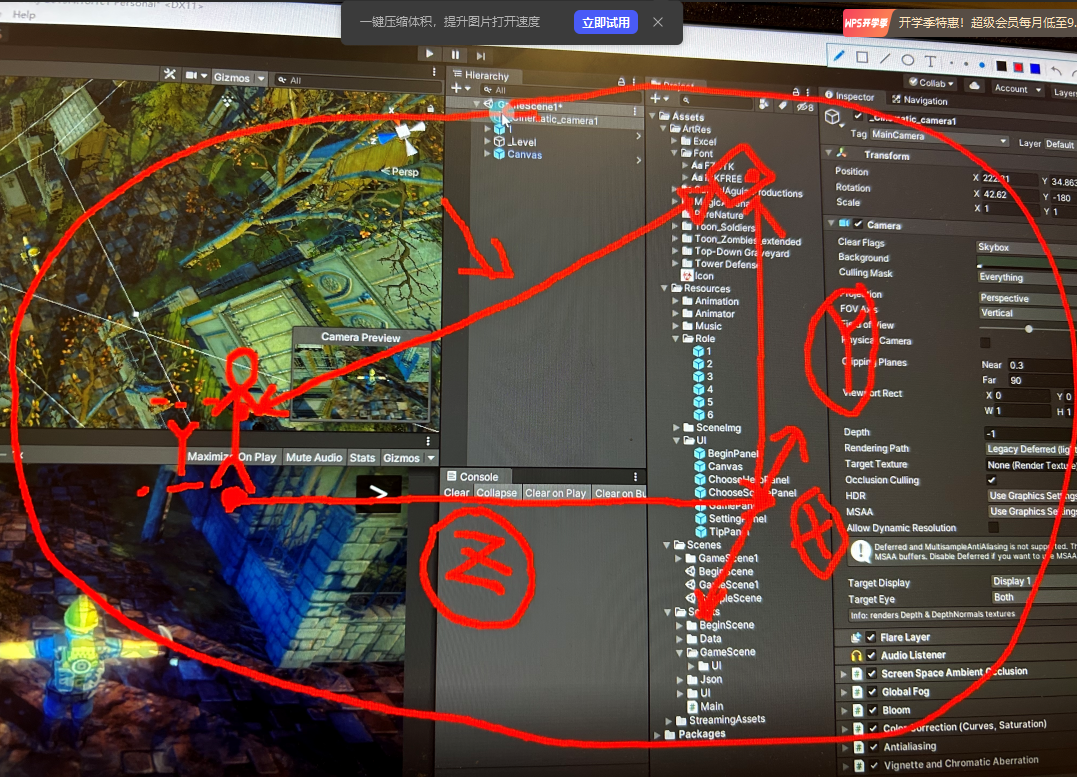 Personal* <DX11>
Help
一键压缩体积，提升图片打开速度
立即试用
WPS开学季
开学季特惠！超级会员每月低至9.
Collab
Account
Layers
Gizmos
All
Persp
Camera Preview
Maximize On Play
Mute Audio
Stats
Gizmos
Hierarchy
All
GameScene1*
_Cinematic_camera1
_Level
Canvas
Console
Clear
Collapse
Clear on Play
Clear on Bu
Project
Assets
ArtRes
Excel
Font
Toon_Soldiers
Toon_Zombies_extended
Top-Down Graveyard
Tower Defense
Icon
Resources
Animation
Animator
Music
Role
1
2
3
4
5
6
SceneImg
UI
BeginPanel
Canvas
ChooseHeroPanel
GamePanel
SettingPanel
TipPanel
Scenes
GameScene1
BeginScene
GameScene1
SampleScene
Scripts
BeginScene
Data
GameScene
UI
Json
UI
Main
StreamingAssets
Packages
Inspector
Navigation
_Cinematic_camera1
Tag MainCamera
Layer Default
Transform
Position
Y 34.863
Rotation
X 42.62
Y -180
Scale
X 1
Y 1
Camera
Clear Flags
Skybox
Background
Culling Mask
Everything
Projection
Perspective
FOV Axis
Vertical
Field of View
Physical Camera
Clipping Planes
Near 0.3
Far 90
Viewport Rect
X 0
Y 0
W 1
H 1
Depth
-1
Rendering Path
Legacy Deferred (ligh
Target Texture
None (Render Texture
Occlusion Culling
HDR
Use Graphics Settings
MSAA
Use Graphics Settings
Allow Dynamic Resolution
Deferred and MultisampleAntiAliasing is not supported. Th
MSAA buffers. Disable Deferred if you want to use MSAA
Target Display
Display 1
Target Eye
Both
Info: renders Depth & DepthNormals textures
Flare Layer
Audio Listener
Screen Space Ambient Occlusion
Global Fog
Bloom
Color Correction (Curves, Saturation)
Antialiasing
Vignette and Chromatic Aberration
Y
Y
Z